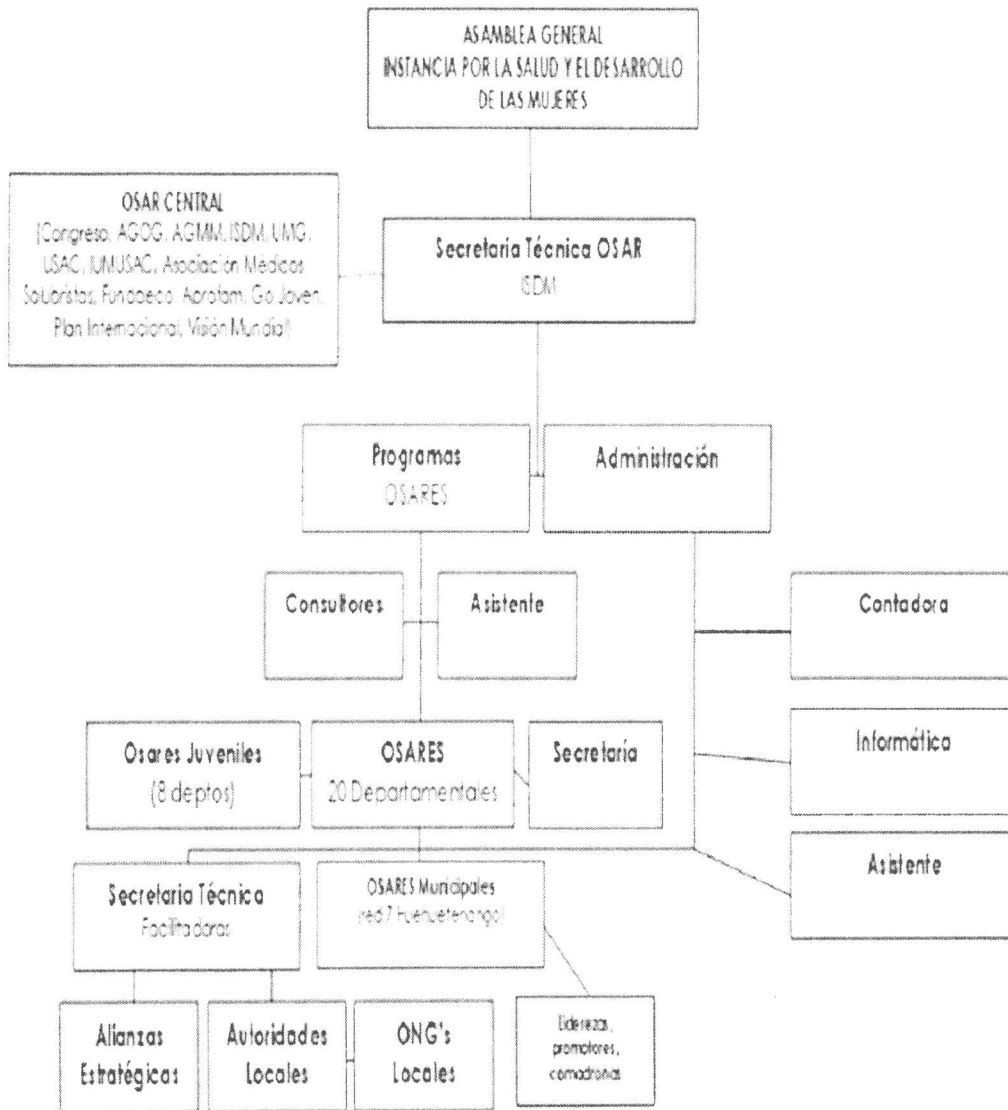 ASAMBLEA GENERAL
INSTANCIA POR LA SALUD Y EL DESARROLLO
DE LAS MUJERES
OSAR CENTRAL
(Congreso, AGOG, AGMM, ISDM, UMG,
USAC, IUMUSAC, Asociación Médicos
Salubristas, Fundaeco, Aprofam, Go Joven,
Plan Internacional, Visión Mundial)
Secretaria Técnica OSAR
ISDM
Programas
OSARES
Administración
Consultores
Asistente
Contadora
Osares Juveniles
(8 deptos)
OSARES
20 Departamentales
Secretaría
Informática
Secretaria Técnica
Facilitadoras
OSARES Municipales
(red 7 Huehuetenango)
Asistente
Alianzas
Estratégicas
Autoridades
Locales
ONG's
Locales
Liderezas,
promotores,
comadronas